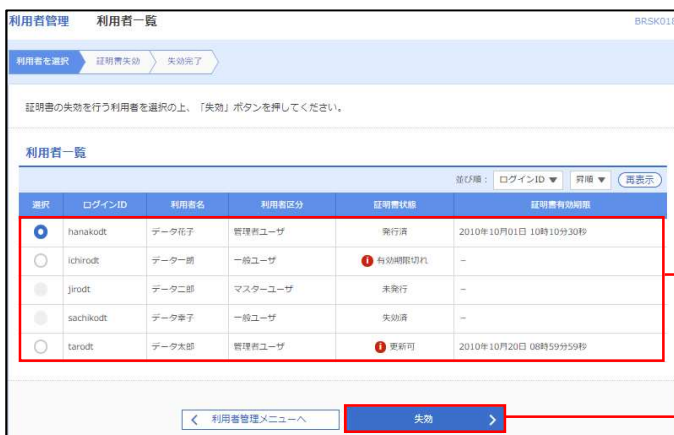 利用者管理 利用者一覧 BRSK010
利用者を選択 証明書失効 失効完了
証明書の失効を行う利用者を選択の上、「失効」ボタンを押してください。
利用者一覧
並び順： ログインID ▼ 昇順 ▼ 再表示
選択 ログインID 利用者名 利用者区分 証明書状態 証明書有効期限
hanakodt データ花子 管理者ユーザ 発行済 2010年10月01日 10時10分30秒
ichirodt データ一朗 一般ユーザ 有効期限切れ －
jirodt データ二郎 マスターユーザ 未発行 －
sachikodt データ幸子 一般ユーザ 失効済 －
tarodt データ太郎 管理者ユーザ 更新可 2010年10月20日 08時59分59秒
利用者管理メニューへ 失効